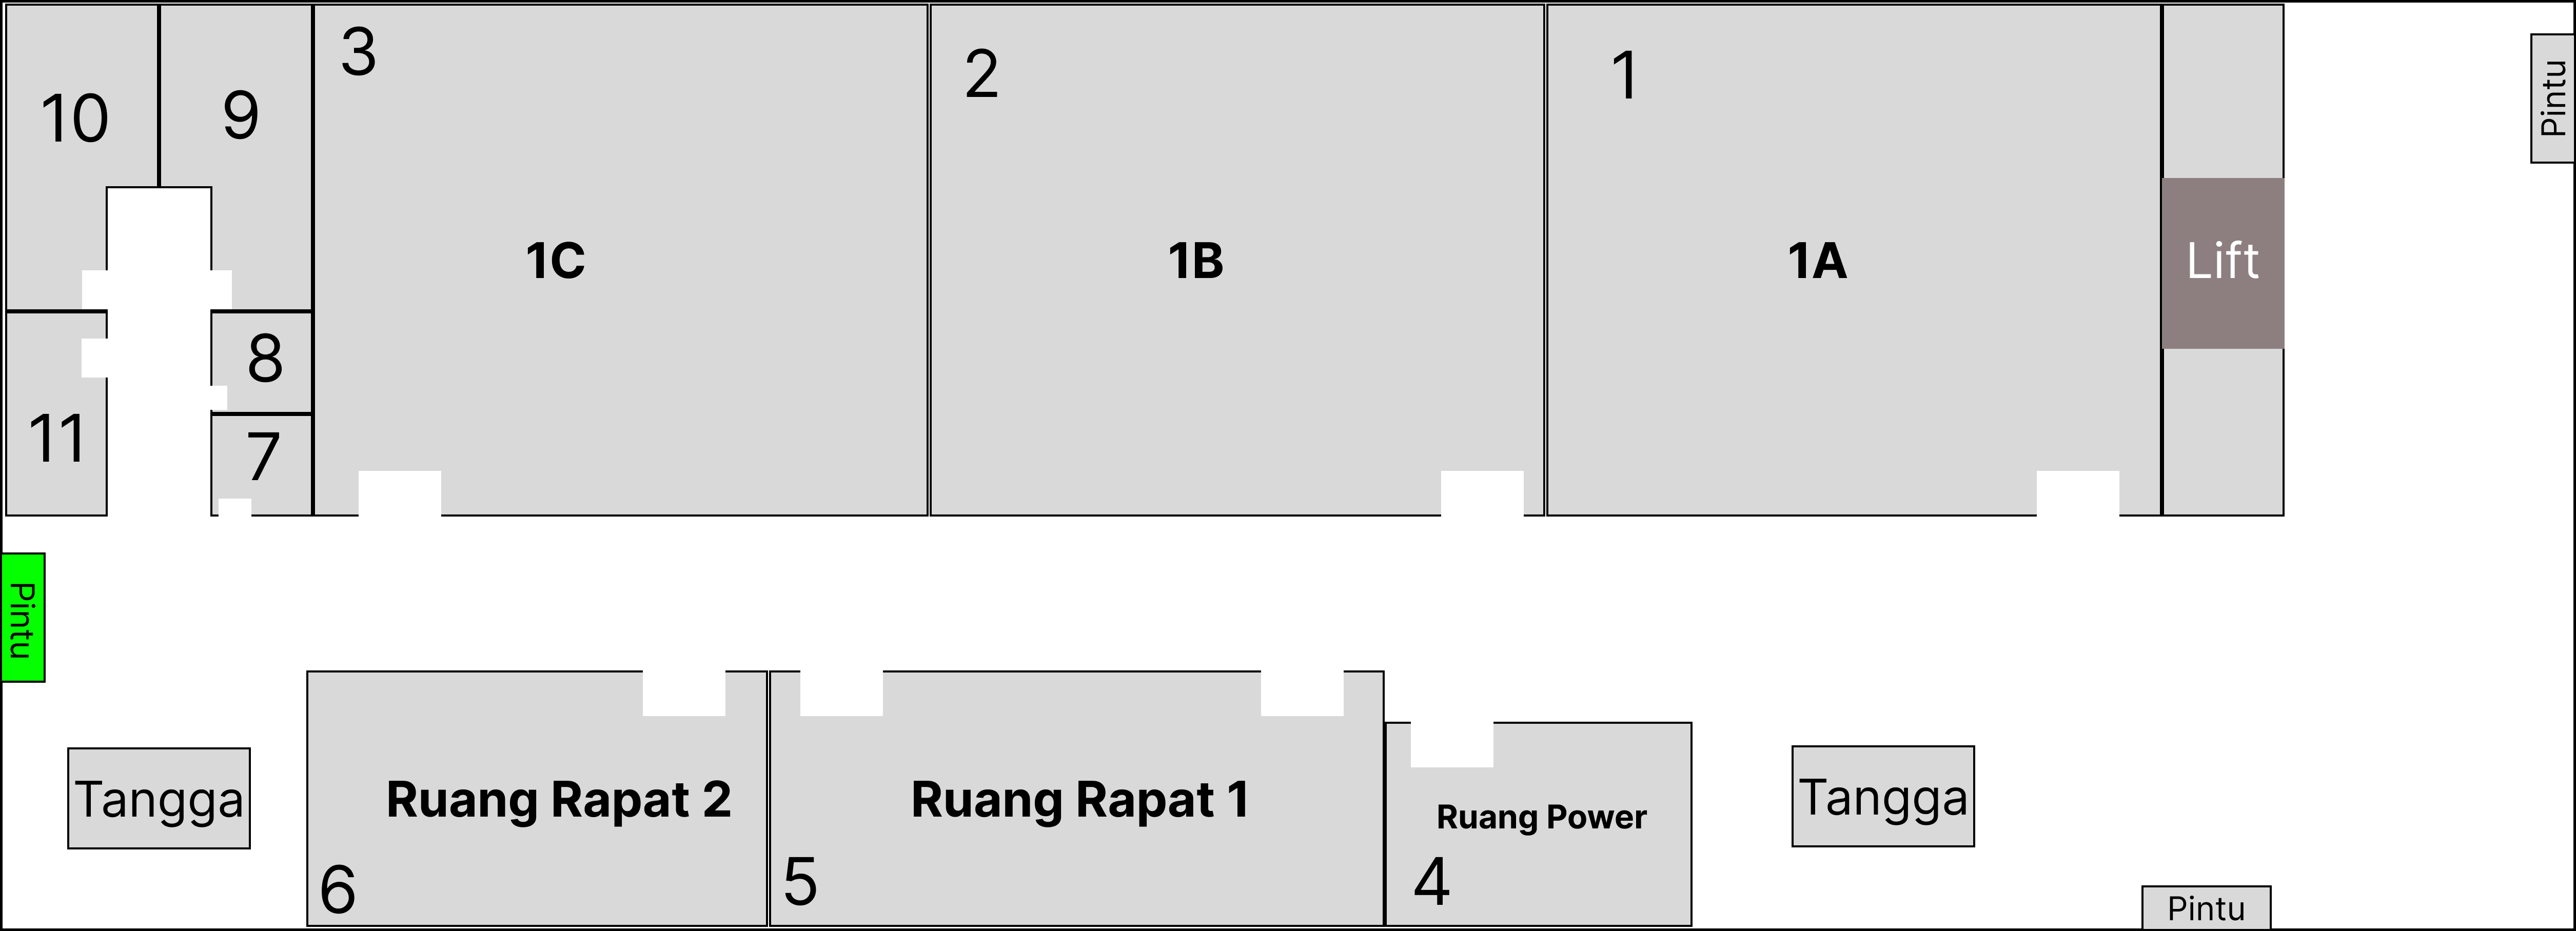 10
9
3
2
1
Pintu
1C
1B
1A
Lift
8
11
7
Pintu
Tangga
Ruang Rapat 2
Ruang Rapat 1
Ruang Power
Tangga
6
5
4
Pintu